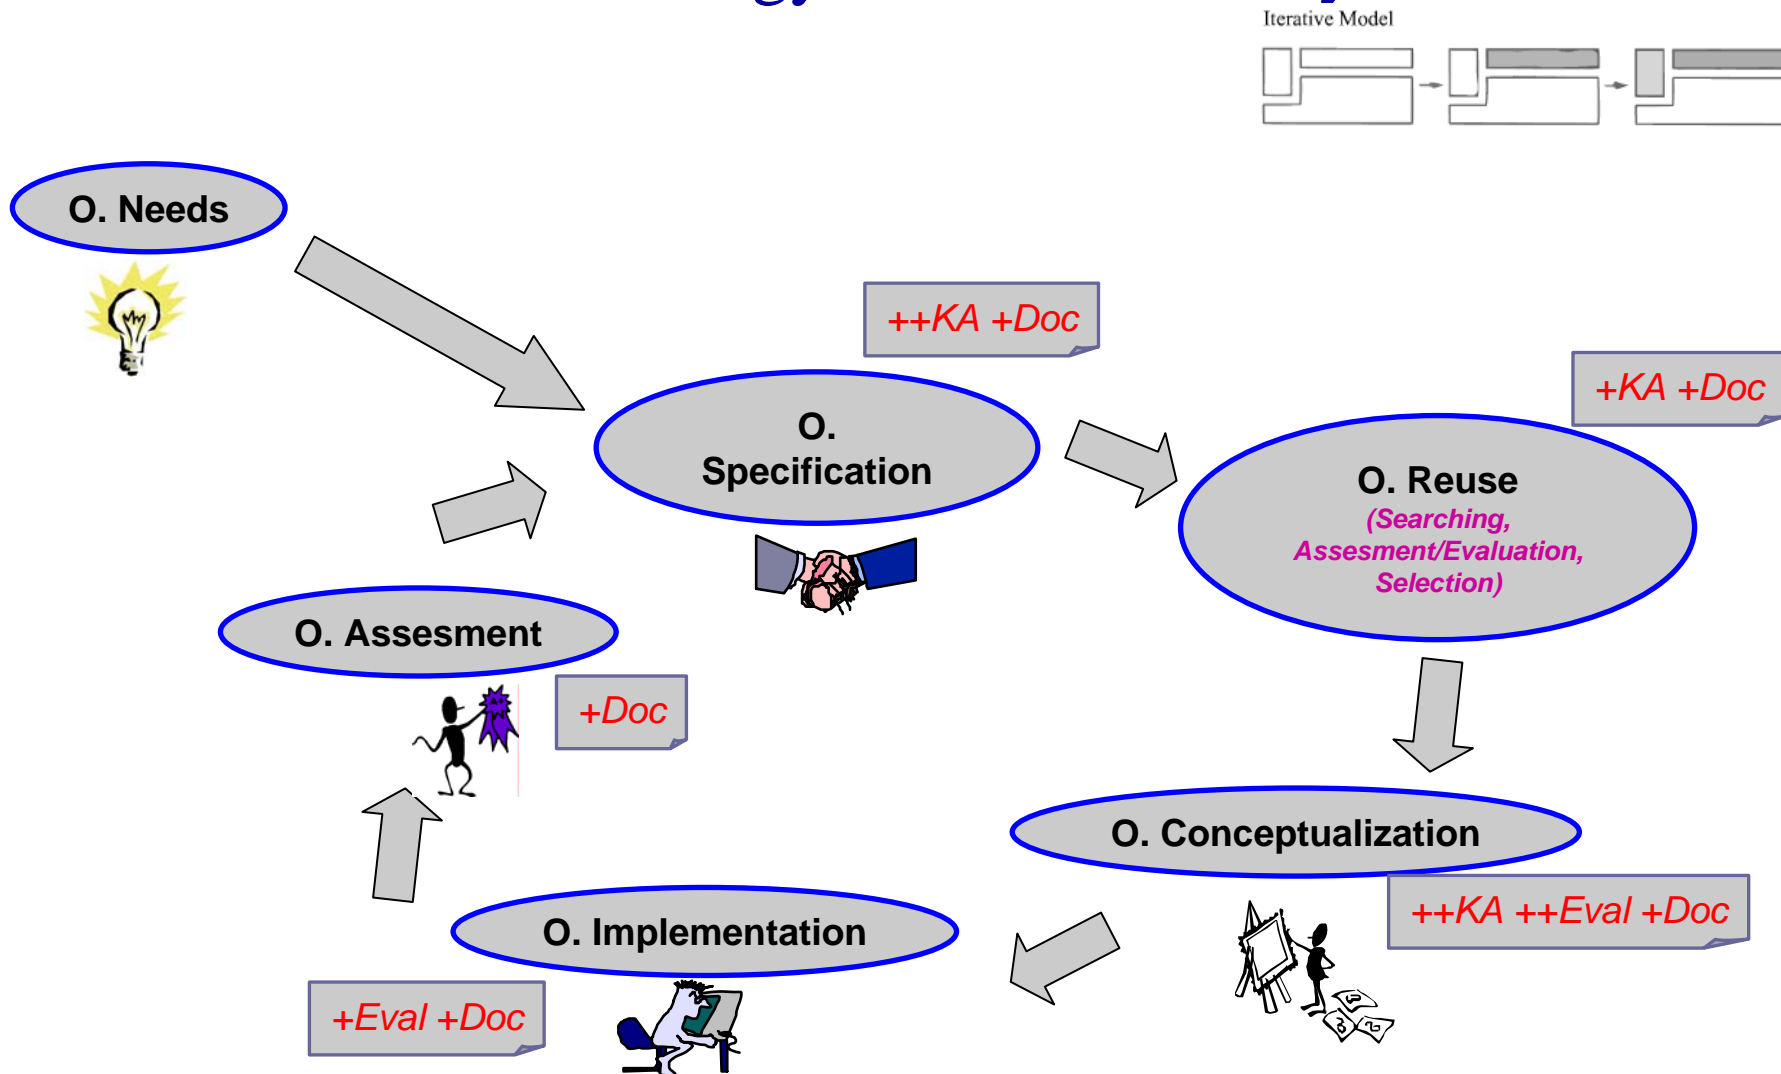 Iterative Model
O. Needs
++KA +Doc
+KA +Doc
O.
Specification
O. Reuse
(Searching,
Assesment/Evaluation,
Selection)
O. Assesment
+Doc
O. Conceptualization
++KA ++Eval +Doc
O. Implementation
+Eval +Doc